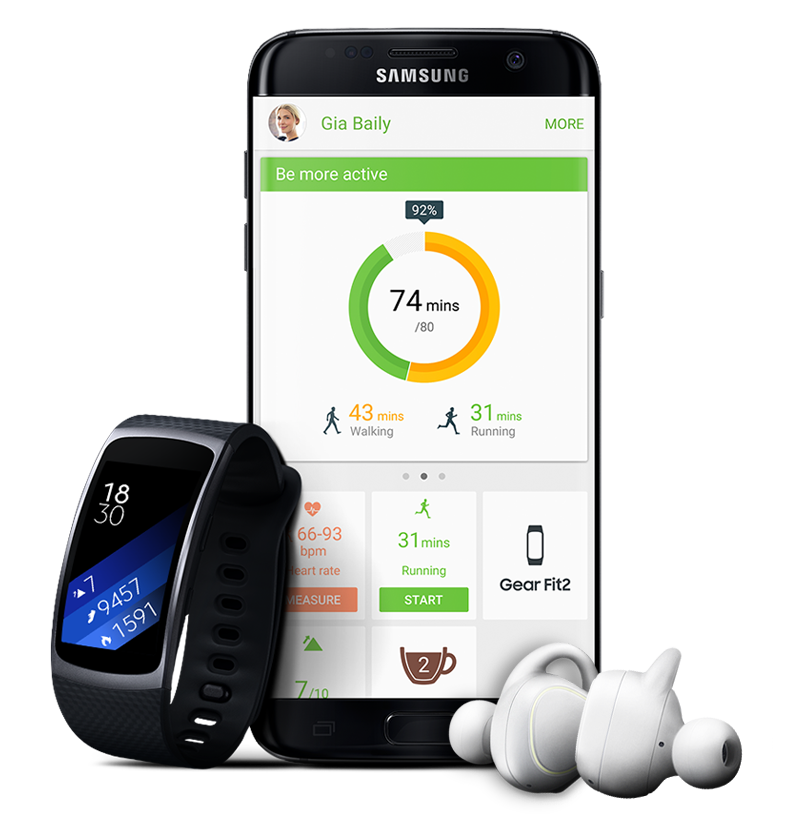 SAMSUNG
Gia Baily
MORE
Be more active
92%
74 mins
/80
43 mins
Walking
31 mins
Running
66-93
bpm
eart rate
MEASURE
31mins
Running
START
Gear Fit2
7/10
2
18
30
7
9457
1591